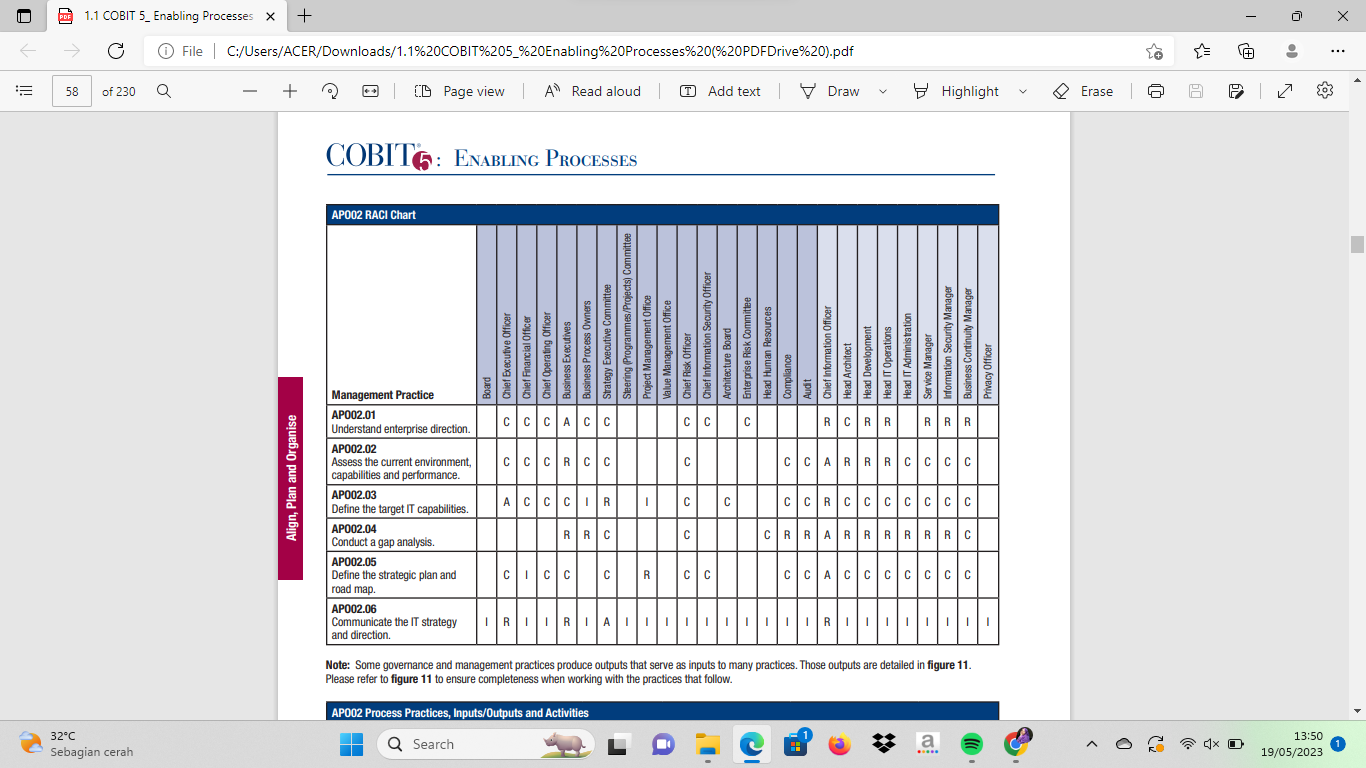 1.1 COBIT 5_ Enabling Processes
File
C:/Users/ACER/Downloads/1.1%20COBIT%205_%20Enabling%20Processes%20(%20PDFDrive%20).pdf
58 of 230
Page view
Read aloud
Add text
Draw
Highlight
Erase
COBIT 5: ENABLING PROCESSES
APO02 RACI Chart
Management Practice
Board
Chief Executive Officer
Chief Financial Officer
Chief Operating Officer
Business Executives
Business Process Owners
Strategy Executive Committee
Steering (Programmes/Projects) Committee
Project Management Office
Value Management Office
Chief Risk Officer
Chief Information Security Officer
Architecture Board
Enterprise Risk Committee
Head Human Resources
Compliance
Audit
Chief Information Officer
Head Architect
Head Development
Head IT Operations
Head IT Administration
Service Manager
Information Security Manager
Business Continuity Manager
Privacy Officer
Align, Plan and Organise
APO02.01
Understand enterprise direction.
C C C A C C C C C R C R R R R R
APO02.02
Assess the current environment,
capabilities and performance.
C C C R C C C C C A R R R C C C C
APO02.03
Define the target IT capabilities.
A C C C I R I C C C C R C C C C C C C
APO02.04
Conduct a gap analysis.
R R C C C R R A R R R R R R C
APO02.05
Define the strategic plan and
road map.
C I C C C R C C C C A C C C C C C C
APO02.06
Communicate the IT strategy
and direction.
I R I I R I A I I I I I I I I I I R I I I I I I I I
Note: Some governance and management practices produce outputs that serve as inputs to many practices. Those outputs are detailed in figure 11.
Please refer to figure 11 to ensure completeness when working with the practices that follow.
APO02 Process Practices, Inputs/Outputs and Activities
32°C
Sebagian cerah
Search
1
a
13:50
19/05/2023
1